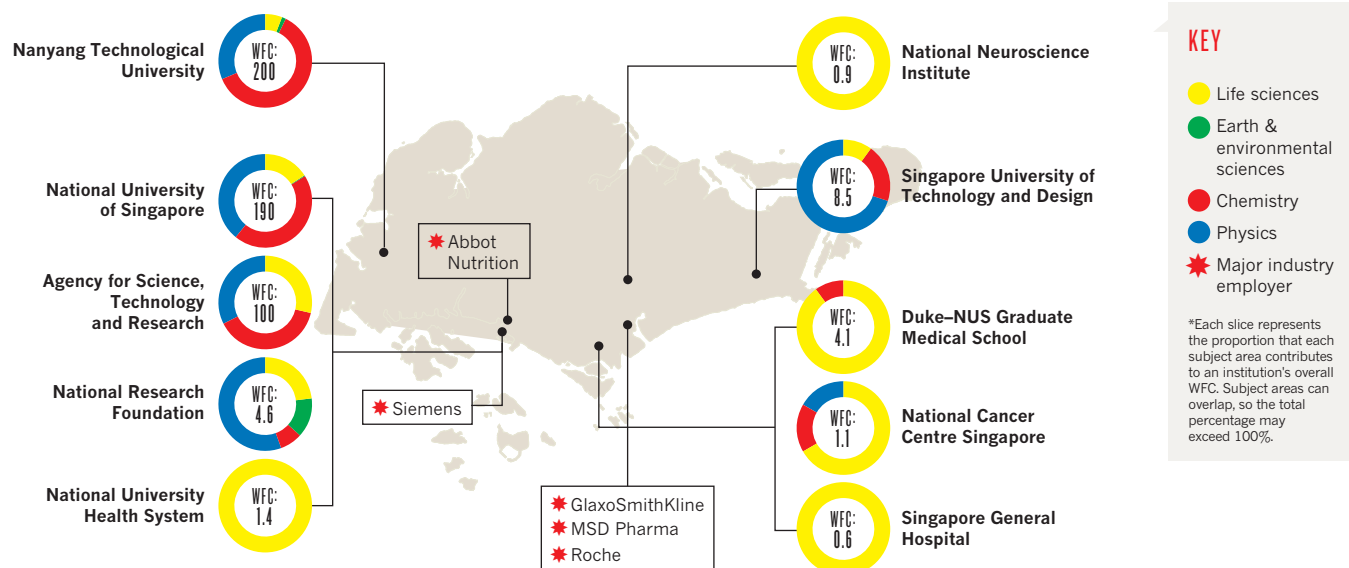 Nanyang Technological
University
WFC:
200
National University
of Singapore
WFC:
190
Agency for Science,
Technology
and Research
WFC:
100
National Research
Foundation
WFC:
4.6
National University
Health System
WFC:
1.4
Abbot
Nutrition
Siemens
GlaxoSmithKline
MSD Pharma
Roche
WFC:
0.9
National Neuroscience
Institute
WFC:
8.5
Singapore University of
Technology and Design
WFC:
4.1
Duke–NUS Graduate
Medical School
WFC:
1.1
National Cancer
Centre Singapore
WFC:
0.6
Singapore General
Hospital
KEY
Life sciences
Earth &
environmental
sciences
Chemistry
Physics
Major industry
employer
*Each slice represents
the proportion that each
subject area contributes
to an institution's overall
WFC. Subject areas can
overlap, so the total
percentage may
exceed 100%.